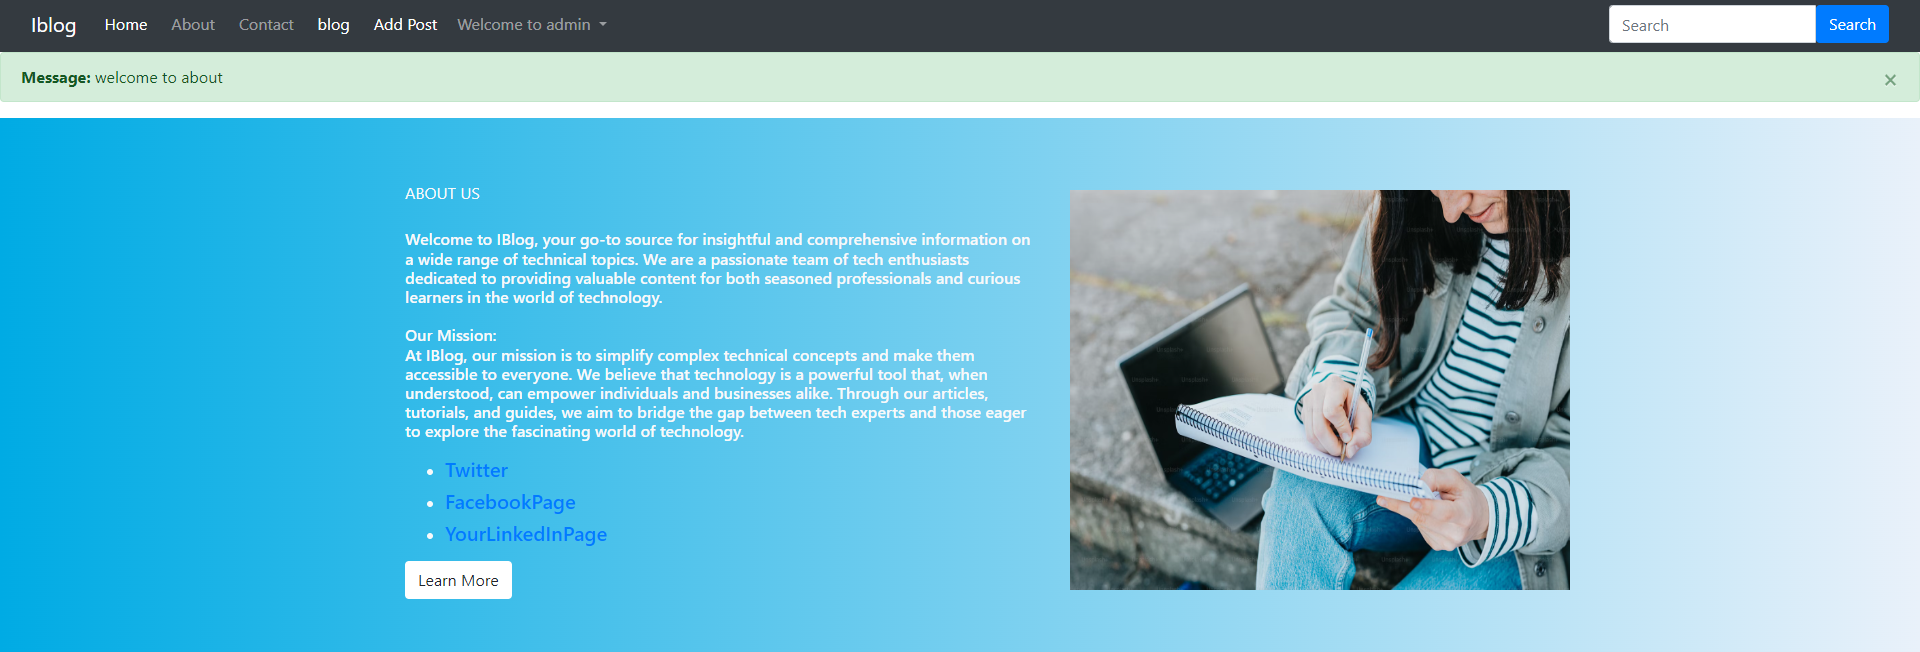 Iblog Home About Contact blog Add Post Welcome to admin Search Search
Message: welcome to about ×
ABOUT US
Welcome to IBlog, your go-to source for insightful and comprehensive information on
a wide range of technical topics. We are a passionate team of tech enthusiasts
dedicated to providing valuable content for both seasoned professionals and curious
learners in the world of technology.
Our Mission:
At IBlog, our mission is to simplify complex technical concepts and make them
accessible to everyone. We believe that technology is a powerful tool that, when
understood, can empower individuals and businesses alike. Through our articles,
tutorials, and guides, we aim to bridge the gap between tech experts and those eager
to explore the fascinating world of technology.
Twitter
FacebookPage
YourLinkedInPage
Learn More